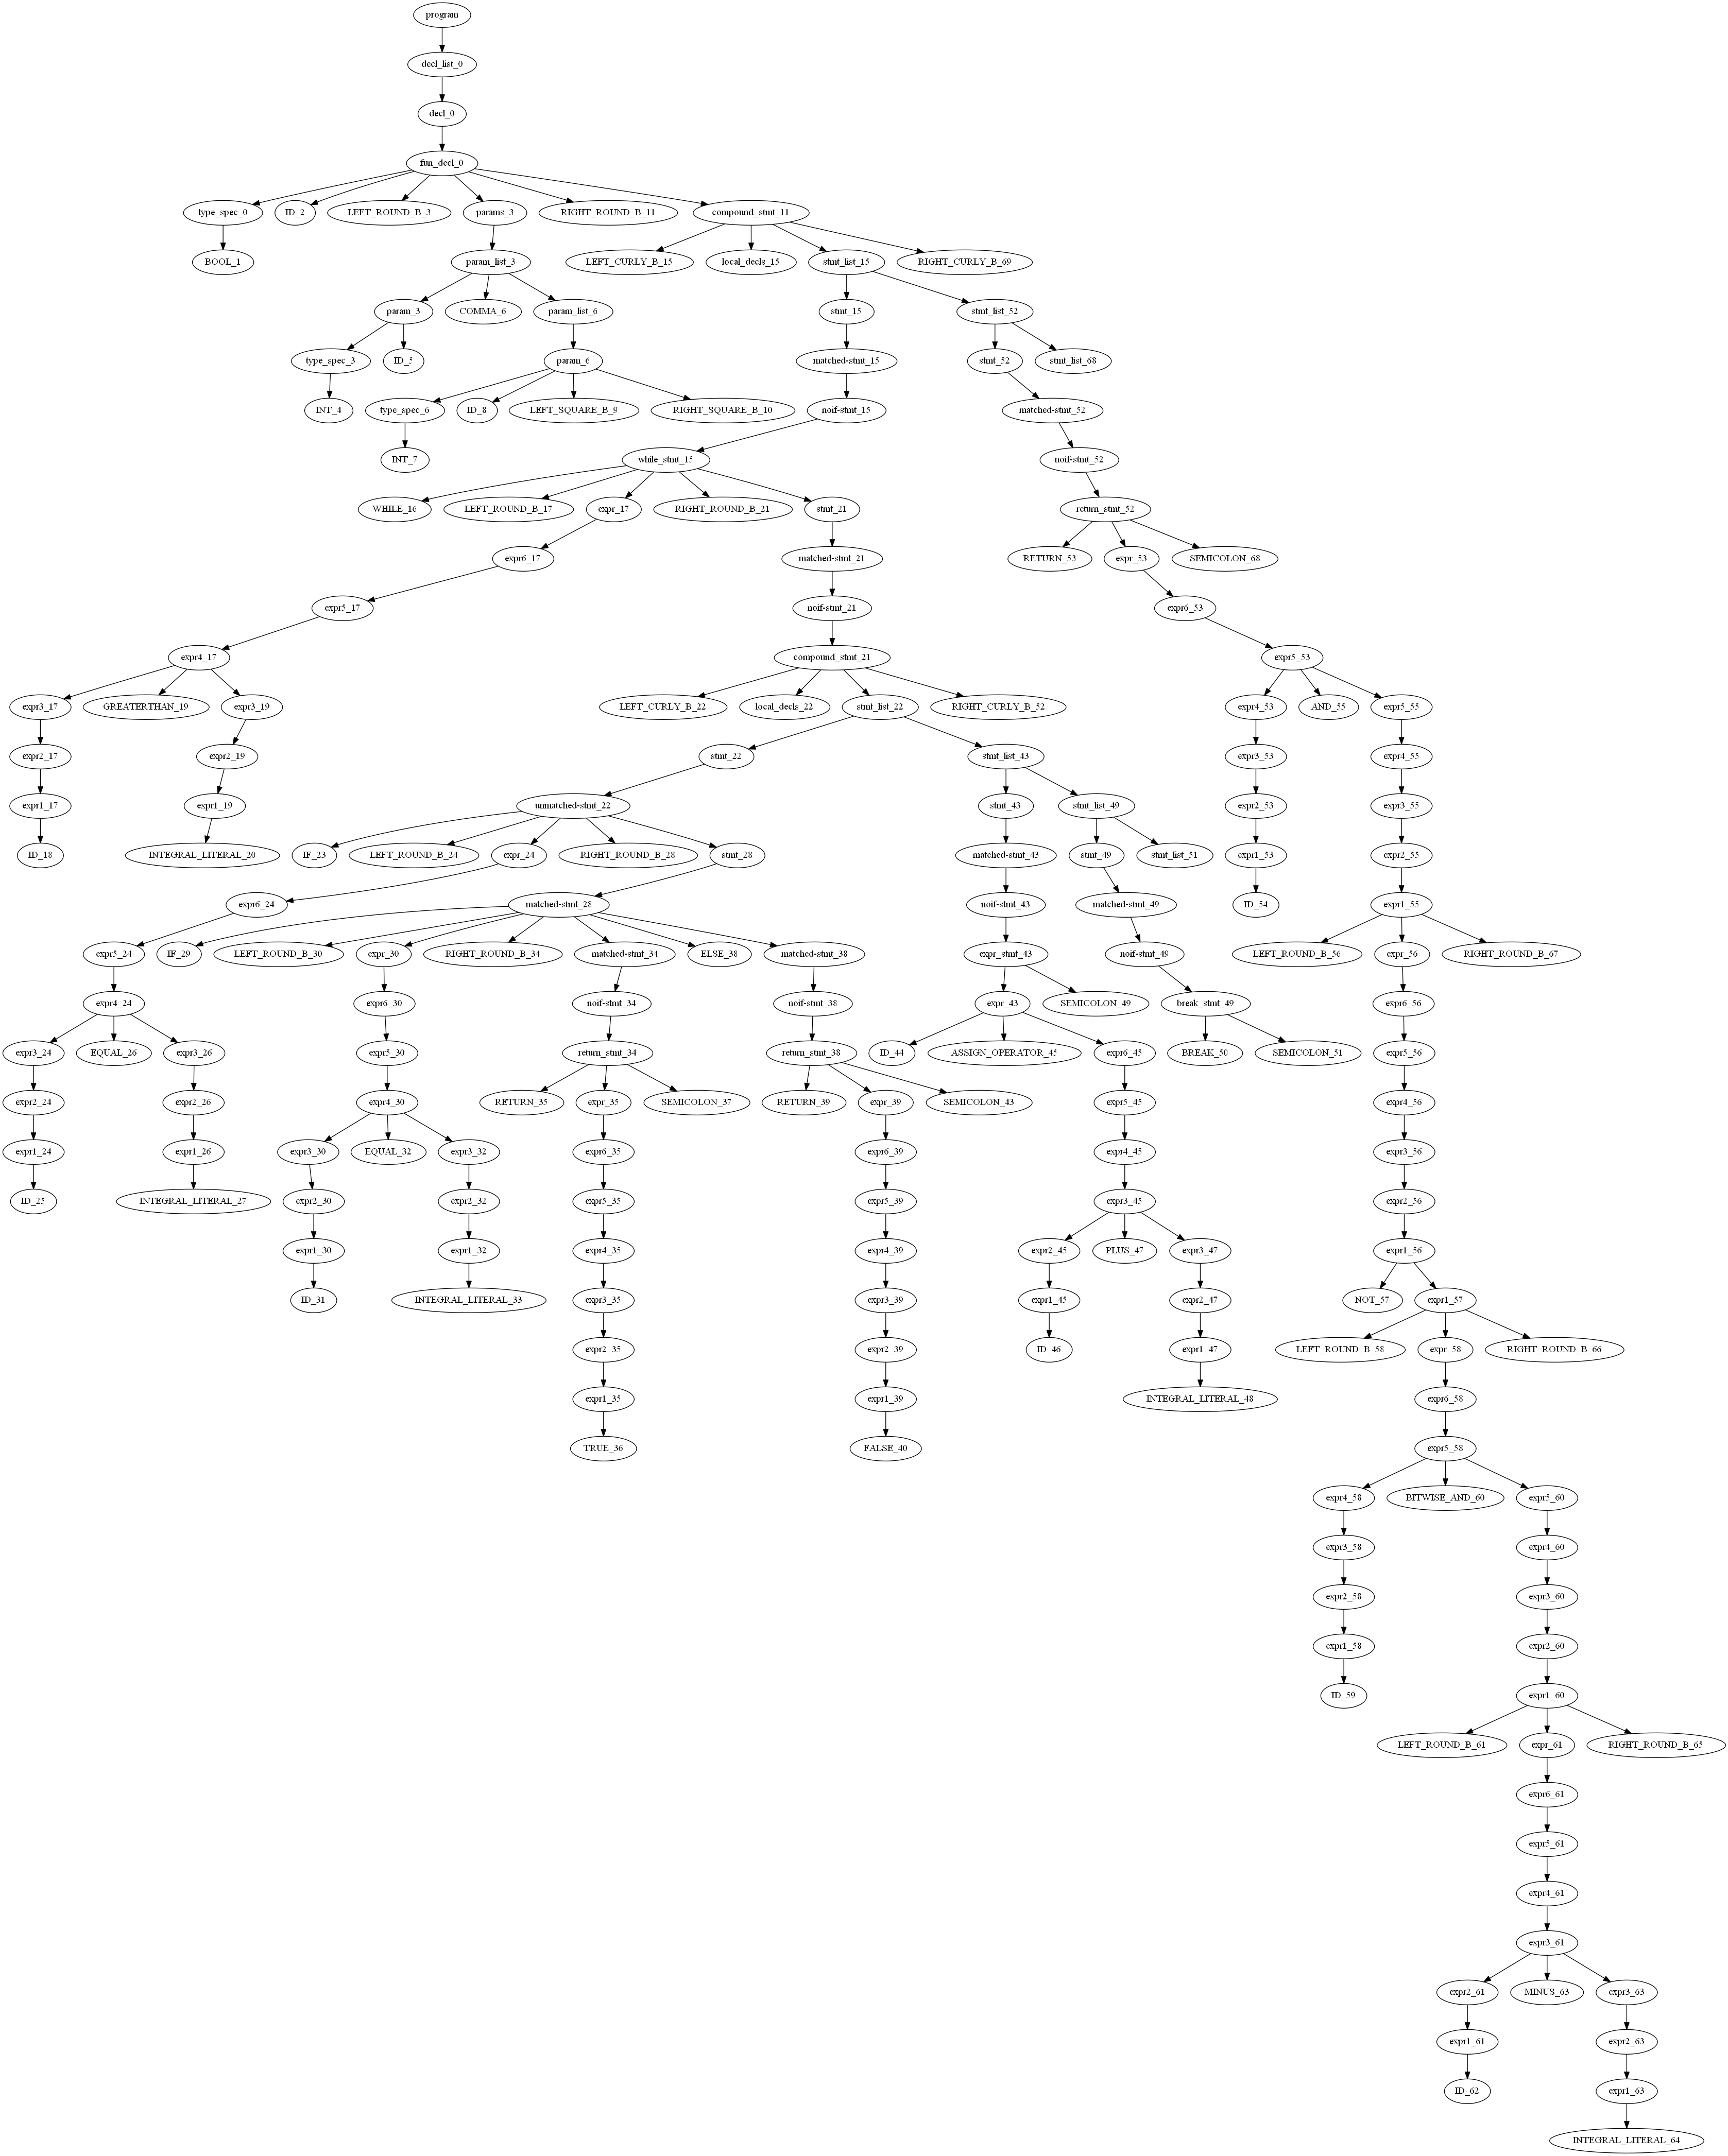 program
decl_list_0
decl_0
fun_decl_0
type_spec_0 ID_2 LEFT_ROUND_B_3 params_3 RIGHT_ROUND_B_11 compound_stmt_11
BOOL_1 param_list_3 LEFT_CURLY_B_15 local_decls_15 stmt_list_15 RIGHT_CURLY_B_69
param_3 COMMA_6 param_list_6 stmt_15 stmt_list_52
type_spec_3 ID_5 param_6 matched-stmt_15 stmt_52 stmt_list_68
INT_4 type_spec_6 ID_8 LEFT_SQUARE_B_9 RIGHT_SQUARE_B_10 noif-stmt_15 matched-stmt_52
INT_7 while_stmt_15 noif-stmt_52
WHILE_16 LEFT_ROUND_B_17 expr_17 RIGHT_ROUND_B_21 stmt_21 return_stmt_52
expr6_17 matched-stmt_21 RETURN_53 expr_53 SEMICOLON_68
expr5_17 noif-stmt_21 expr6_53
expr4_17 compound_stmt_21 expr5_53
expr3_17 GREATERTHAN_19 expr3_19 LEFT_CURLY_B_22 local_decls_22 stmt_list_22 RIGHT_CURLY_B_52 expr4_53 AND_55 expr5_55
expr2_17 expr2_19 stmt_22 stmt_list_43 expr3_53 expr4_55
expr1_17 expr1_19 unmatched-stmt_22 stmt_43 stmt_list_49 expr2_53 expr3_55
ID_18 INTEGRAL_LITERAL_20 IF_23 LEFT_ROUND_B_24 expr_24 RIGHT_ROUND_B_28 stmt_28 matched-stmt_43 stmt_49 stmt_list_51 expr1_53 expr2_55
expr6_24 matched-stmt_28 noif-stmt_43 matched-stmt_49 ID_54 expr1_55
expr5_24 IF_29 LEFT_ROUND_B_30 expr_30 RIGHT_ROUND_B_34 matched-stmt_34 ELSE_38 matched-stmt_38 expr_stmt_43 noif-stmt_49 LEFT_ROUND_B_56 expr_56 RIGHT_ROUND_B_67
expr4_24 expr6_30 noif-stmt_34 noif-stmt_38 expr_43 SEMICOLON_49 break_stmt_49 expr6_56
expr3_24 EQUAL_26 expr3_26 expr5_30 return_stmt_34 return_stmt_38 ID_44 ASSIGN_OPERATOR_45 expr6_45 BREAK_50 SEMICOLON_51 expr5_56
expr2_24 expr2_26 expr4_30 RETURN_35 expr_35 SEMICOLON_37 RETURN_39 expr_39 SEMICOLON_43 expr5_45 expr4_56
expr1_24 expr1_26 expr3_30 EQUAL_32 expr3_32 expr6_35 expr6_39 expr4_45 expr3_56
ID_25 INTEGRAL_LITERAL_27 expr2_30 expr2_32 expr5_35 expr5_39 expr3_45 expr2_56
expr1_30 expr1_32 expr4_35 expr4_39 expr2_45 PLUS_47 expr3_47 expr1_56
ID_31 INTEGRAL_LITERAL_33 expr3_35 expr3_39 expr1_45 expr2_47 NOT_57 expr1_57
expr2_35 expr2_39 ID_46 expr1_47 LEFT_ROUND_B_58 expr_58 RIGHT_ROUND_B_66
expr1_35 expr1_39 INTEGRAL_LITERAL_48 expr6_58
TRUE_36 FALSE_40 expr5_58
expr4_58 BITWISE_AND_60 expr5_60
expr3_58 expr4_60
expr2_58 expr3_60
expr1_58 expr2_60
ID_59 expr1_60
LEFT_ROUND_B_61 expr_61 RIGHT_ROUND_B_65
expr6_61
expr5_61
expr4_61
expr3_61
expr2_61 MINUS_63 expr3_63
expr1_61 expr2_63
ID_62 expr1_63
INTEGRAL_LITERAL_64